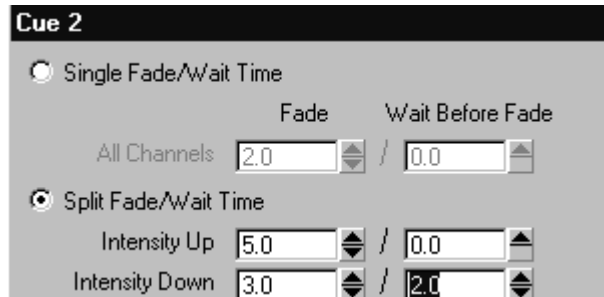 Cue 2
Single Fade/Wait Time
Fade Wait Before Fade
All Channels 2.0 / 0.0
Split Fade/Wait Time
Intensity Up 5.0 / 0.0
Intensity Down 3.0 / 2.0